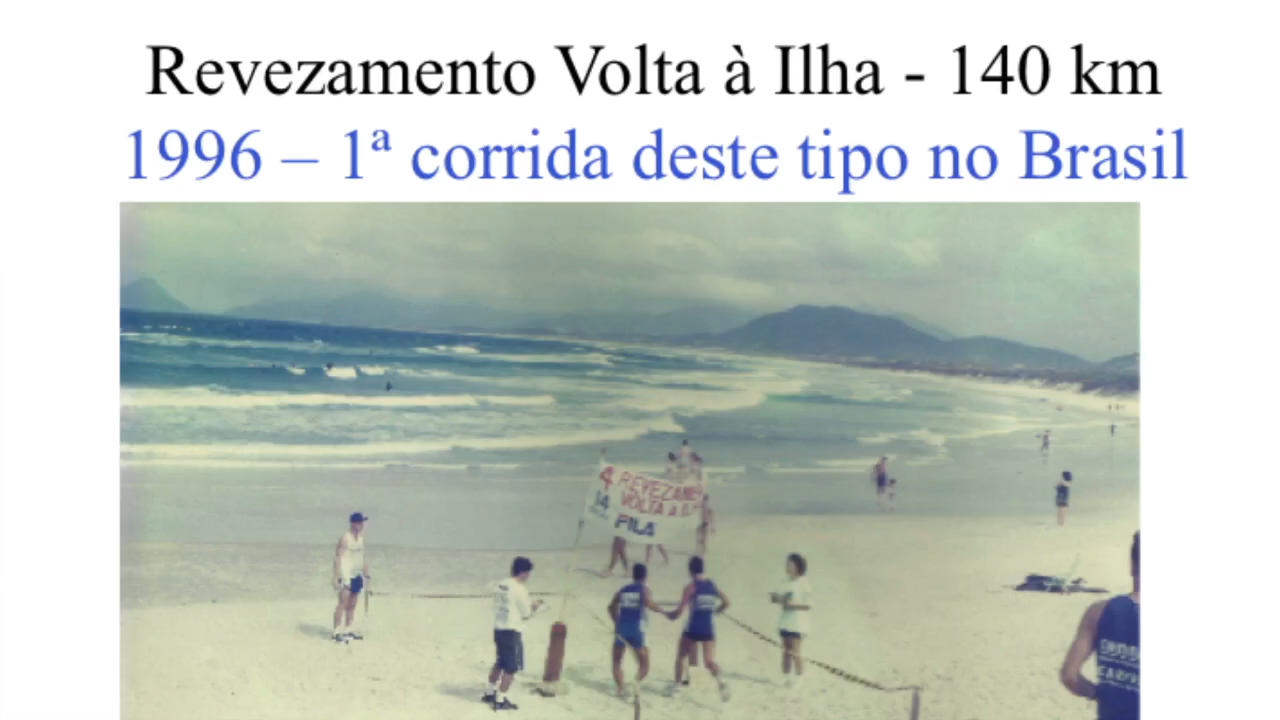 Revezamento Volta à Ilha - 140 km
1996 – 1ª corrida deste tipo no Brasil
4 REVEZAME
14 VOLTA A
FILA